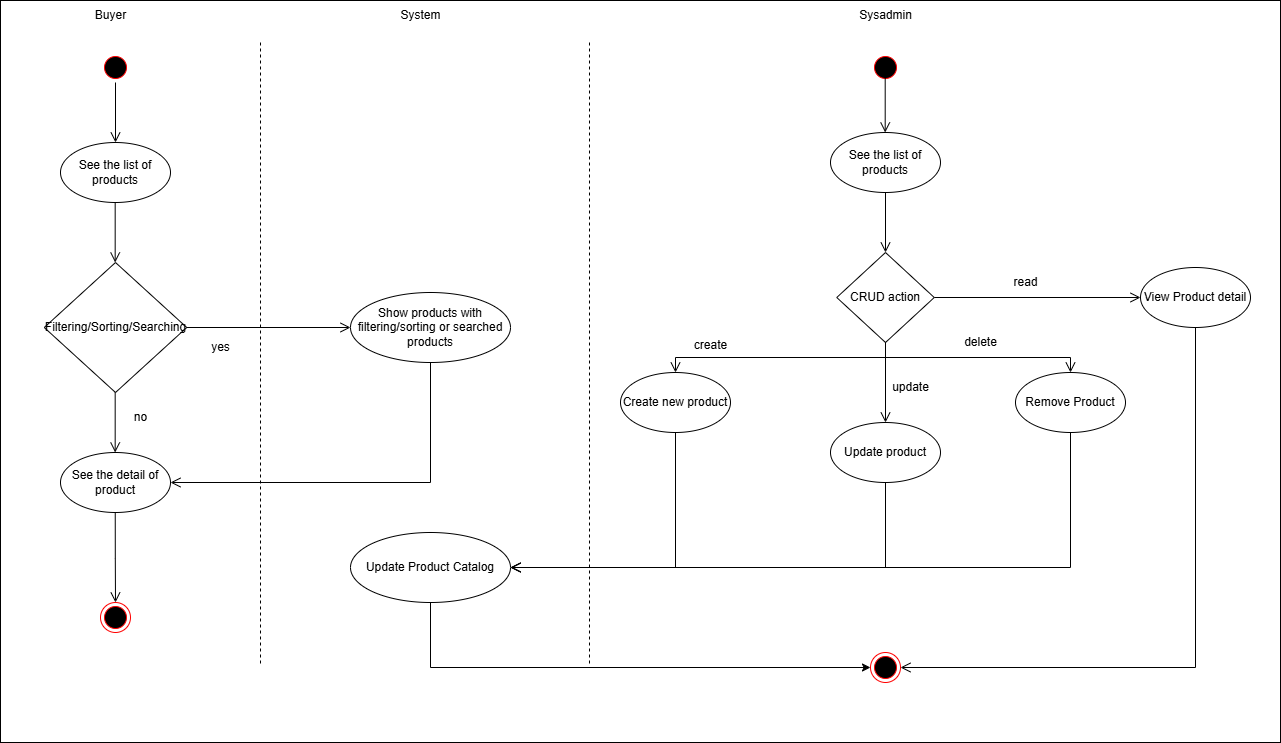 Buyer
System
Sysadmin
See the list of
products
See the list of
products
Filtering/Sorting/Searching
yes
no
Show products with
filtering/sorting or searched
products
CRUD action
read
View Product detail
create
delete
update
Create new product
Remove Product
Update product
See the detail of
product
Update Product Catalog